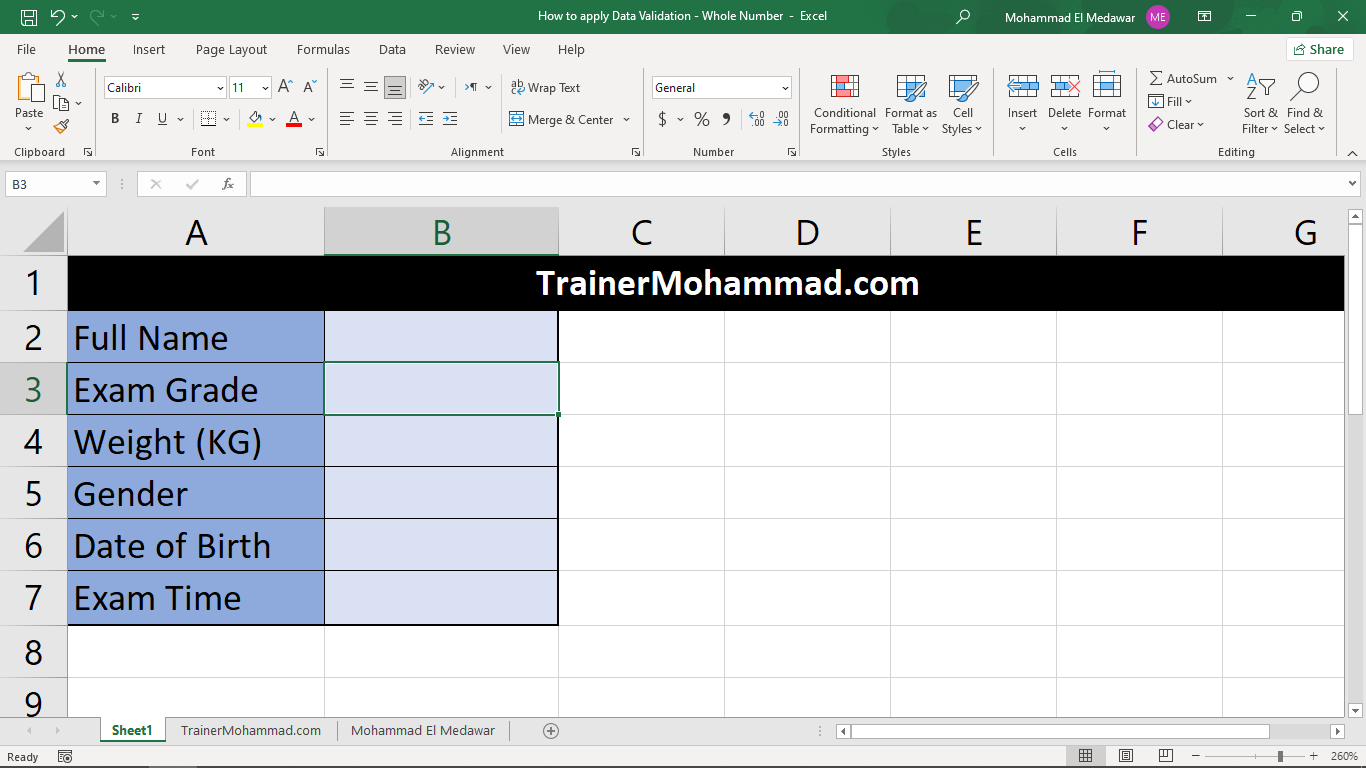 How to apply Data Validation - Whole Number - Excel
Mohammad El Medawar ME
File Home Insert Page Layout Formulas Data Review View Help Share
Paste
Calibri 11
B I U
Wrap Text
Merge & Center
General
$ % 9
Conditional Formatting
Format as Table
Cell Styles
Insert Delete Format
AutoSum
Fill
Clear
Sort & Filter
Find & Select
Clipboard Font Alignment Number Styles Cells Editing
B3 fx
A B C D E F G
1 TrainerMohammad.com
2 Full Name
3 Exam Grade
4 Weight (KG)
5 Gender
6 Date of Birth
7 Exam Time
8
9
Sheet1 TrainerMohammad.com Mohammad El Medawar
Ready 260%